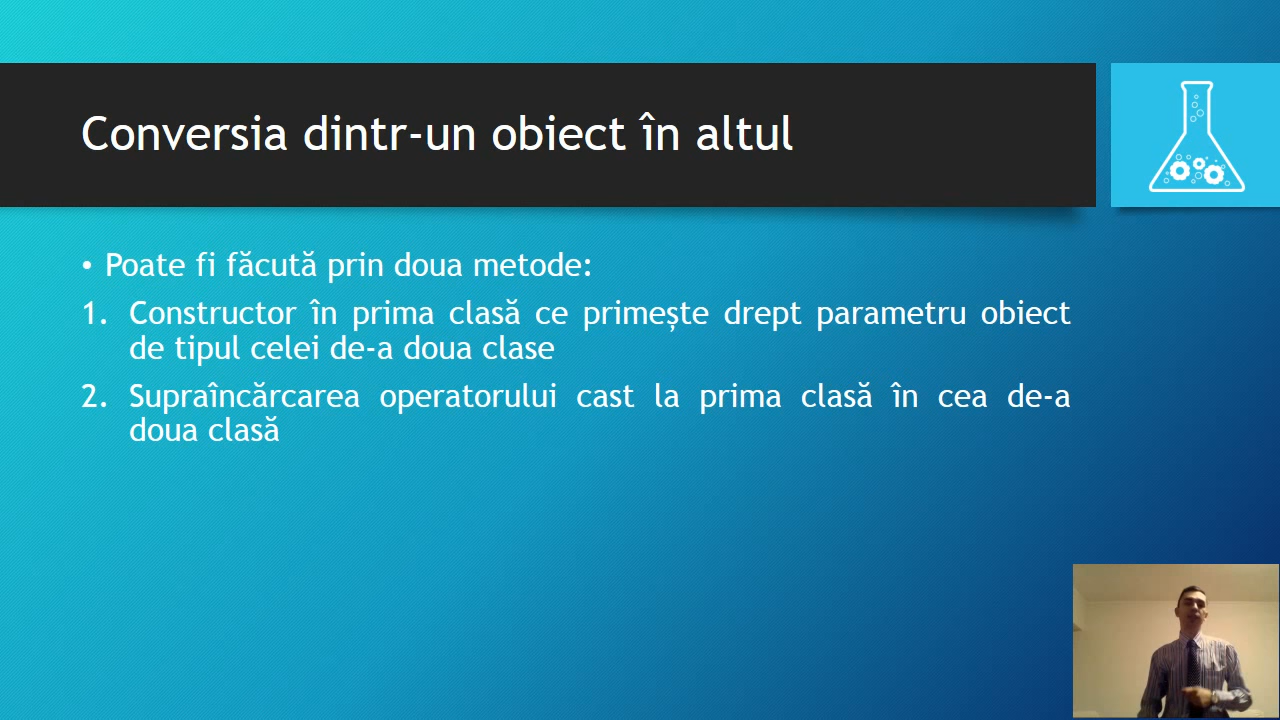 Conversia dintr-un obiect în altul
• Poate fi făcută prin doua metode:
1. Constructor în prima clasă ce primește drept parametru obiect
de tipul celei de-a doua clase
2. Supraîncărcarea operatorului cast la prima clasă în cea de-a
doua clasă